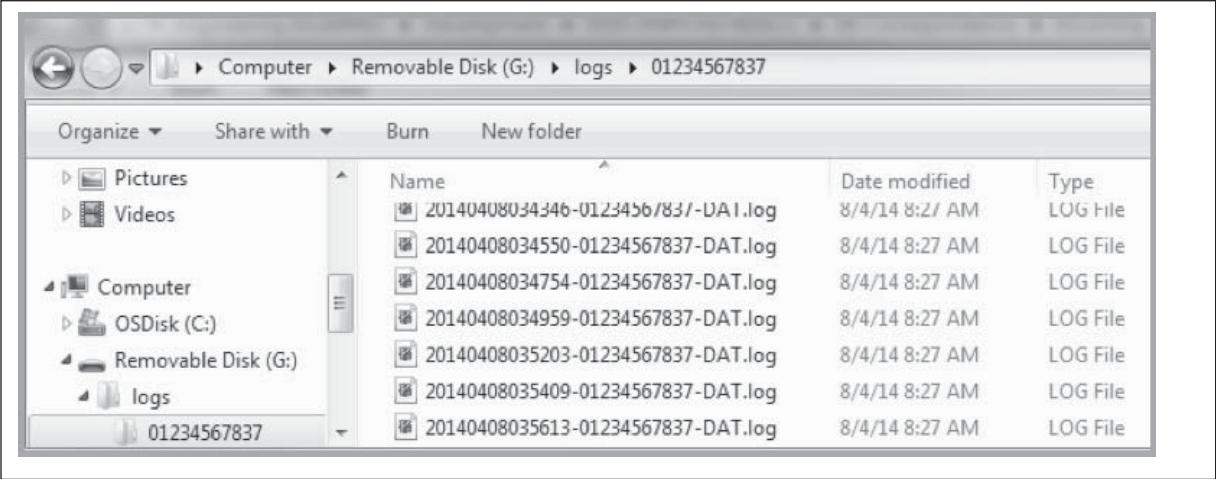 Computer Removable Disk (G:) logs 01234567837
Organize Share with Burn New folder
Pictures
Videos
Computer
OSDisk (C:)
Removable Disk (G:)
logs
01234567837
Name Date modified Type
20140408034346-01234567837-DAT.log 8/4/14 8:27 AM LOG File
20140408034550-01234567837-DAT.log 8/4/14 8:27 AM LOG File
20140408034754-01234567837-DAT.log 8/4/14 8:27 AM LOG File
20140408034959-01234567837-DAT.log 8/4/14 8:27 AM LOG File
20140408035203-01234567837-DAT.log 8/4/14 8:27 AM LOG File
20140408035409-01234567837-DAT.log 8/4/14 8:27 AM LOG File
20140408035613-01234567837-DAT.log 8/4/14 8:27 AM LOG File